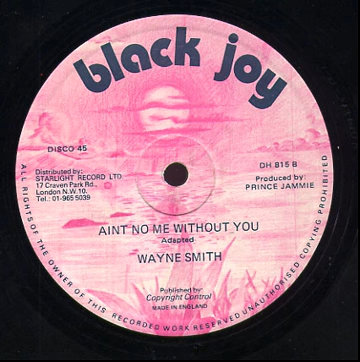 black joy
DISCO 45
Distributed by:
STARLIGHT RECORD LTD
17 Craven Park Rd.,
London N.W.10.
Tel.: 01-965 5039
DH 815 B
Produced by:
PRINCE JAMMIE
AINT NO ME WITHOUT YOU
Adapted
WAYNE SMITH
Published by:
Copyright Control
MADE IN ENGLAND
ALL RIGHTS OF THE OWNER OF THIS RECORDED WORK RESERVED UNAUTHORISED COPYING PROHIBITED